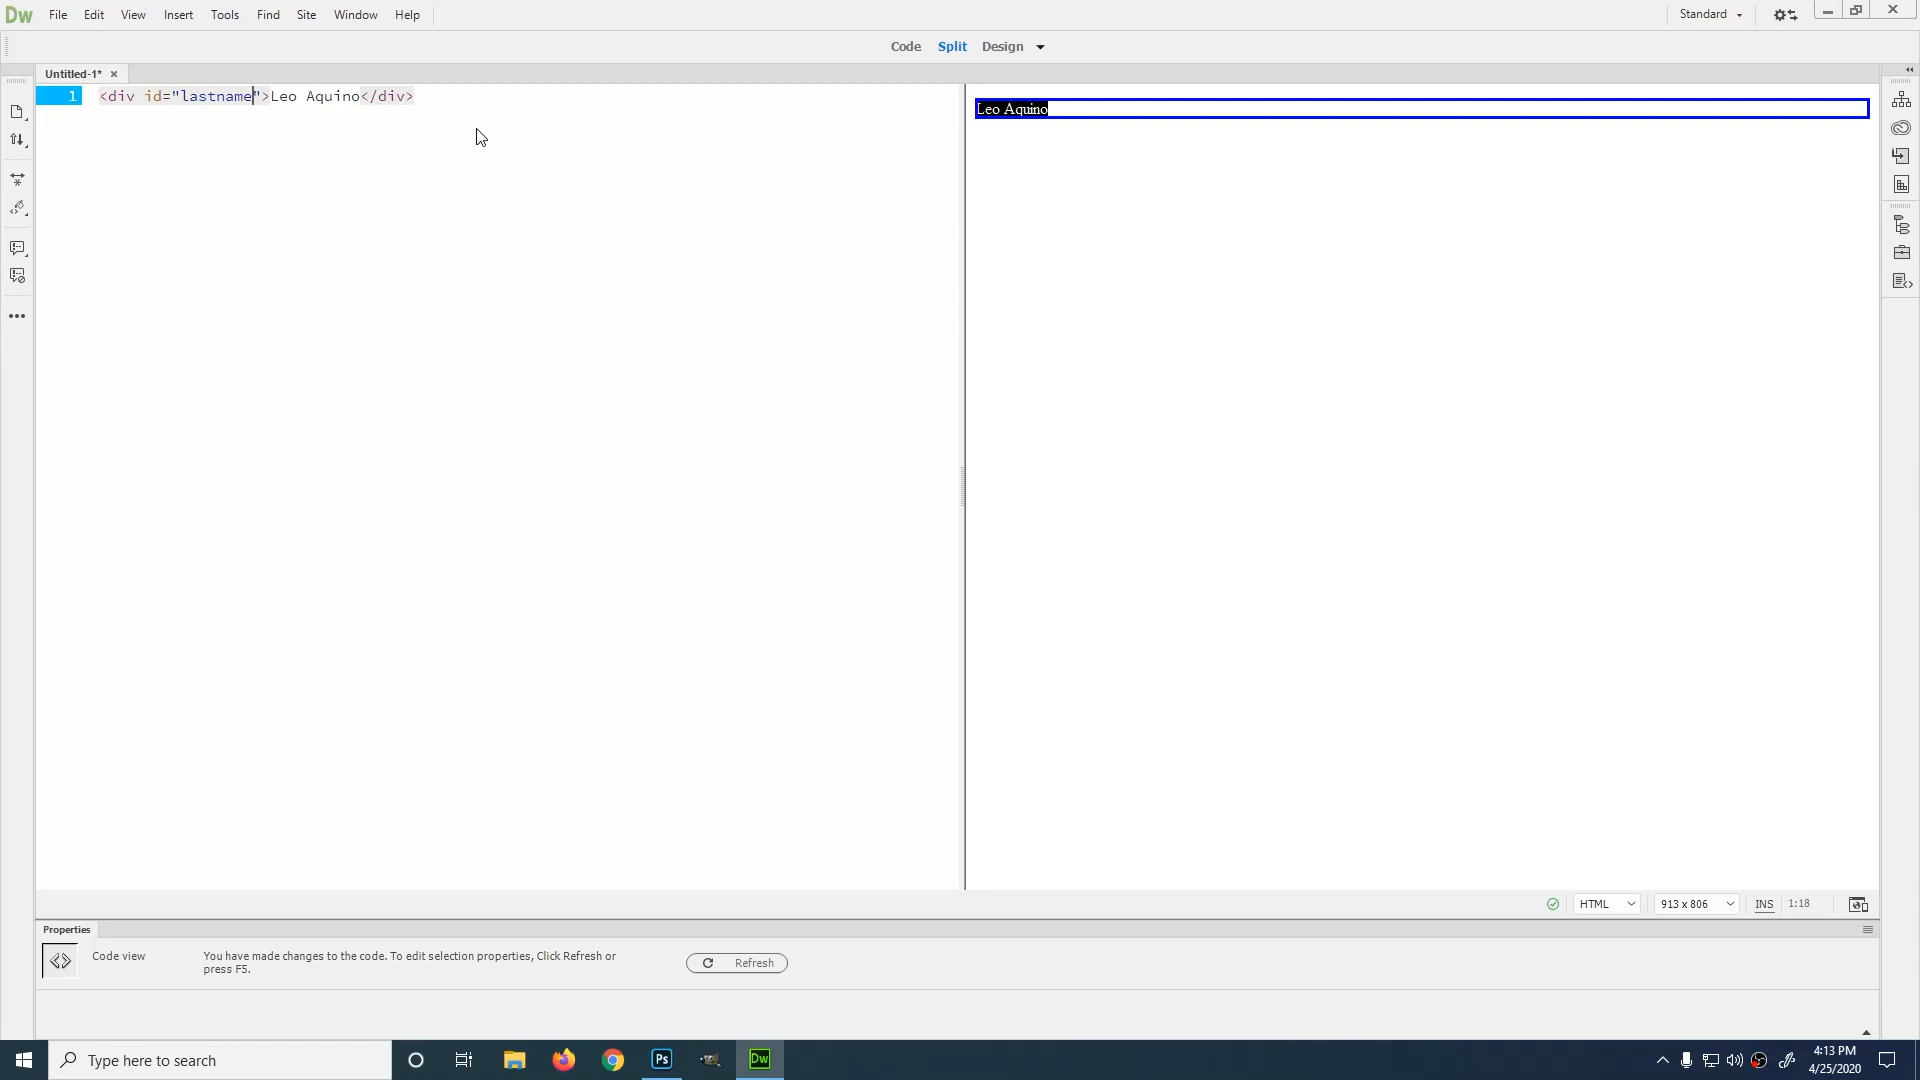 Dw File Edit View Insert Tools Find Site Window Help Standard
Code Split Design
Untitled-1*
1 <div id="lastname">Leo Aquino</div>
Leo Aquino
HTML 913 x 806 INS 1:18
Properties
Code view You have made changes to the code. To edit selection properties, Click Refresh or press F5. Refresh
Type here to search Ps Dw 4:13 PM
4/25/2020